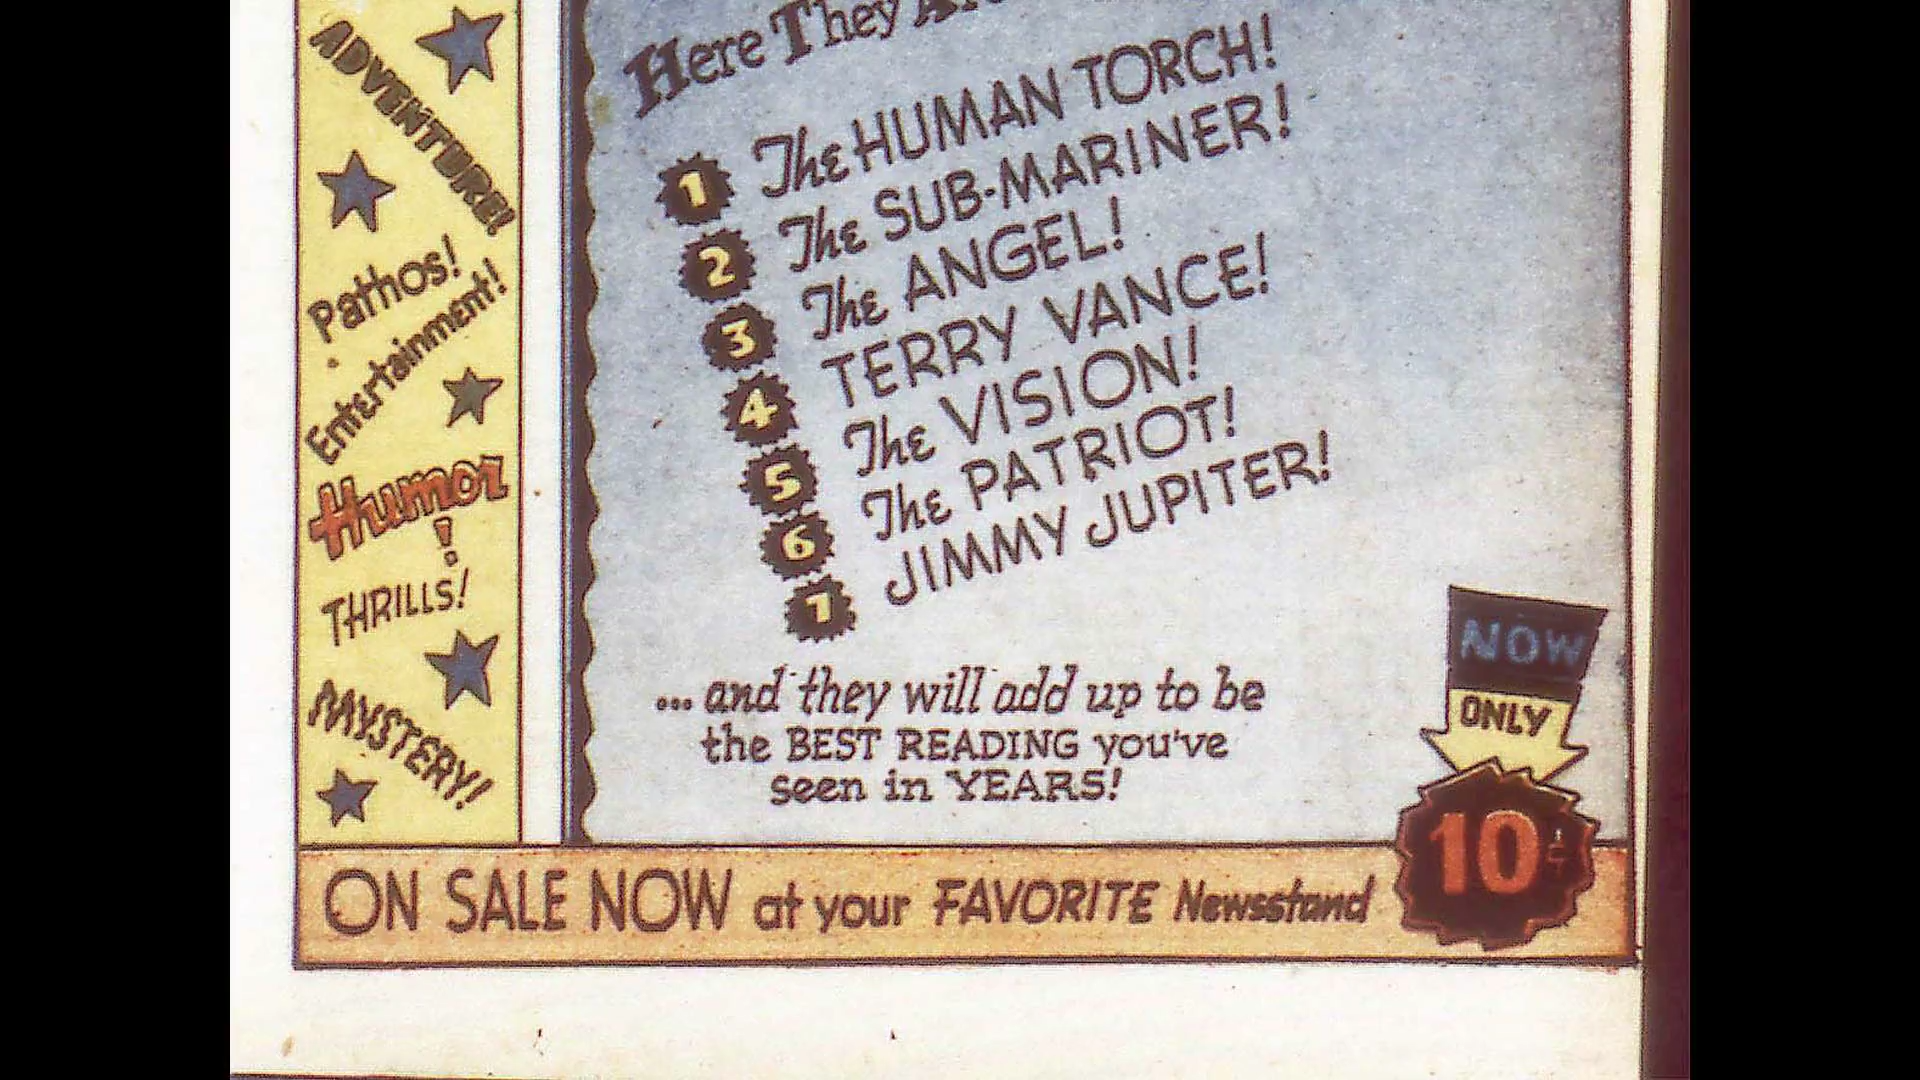 ADVENTURE!
Pathos!
Entertainment!
Humor
!
THRILLS!
MYSTERY!
Here They
1 The HUMAN TORCH!
2 The SUB-MARINER!
3 The ANGEL!
4 TERRY VANCE!
5 The VISION!
6 The PATRIOT!
7 JIMMY JUPITER!
... and they will add up to be
the BEST READING you've
seen in YEARS!
NOW
ONLY
10¢
ON SALE NOW at your FAVORITE Newsstand